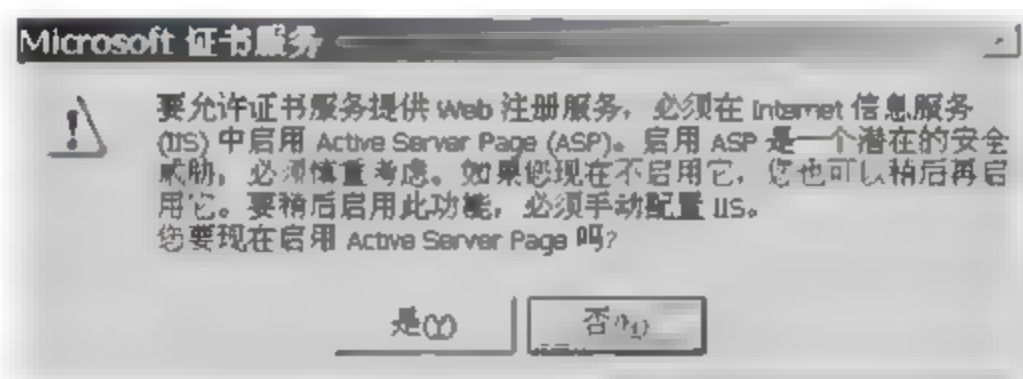 Microsoft 证书服务
要允许证书服务提供 Web 注册服务，必须在 Internet 信息服务
(IIS) 中启用 Active Server Page (ASP)。启用 ASP 是一个潜在的安全
威胁，必须慎重考虑。如果您现在不启用它，您也可以稍后再启
用它。要稍后启用此功能，必须手动配置 IIS。
您要现在启用 Active Server Page 吗?
是(Y) 否(N)